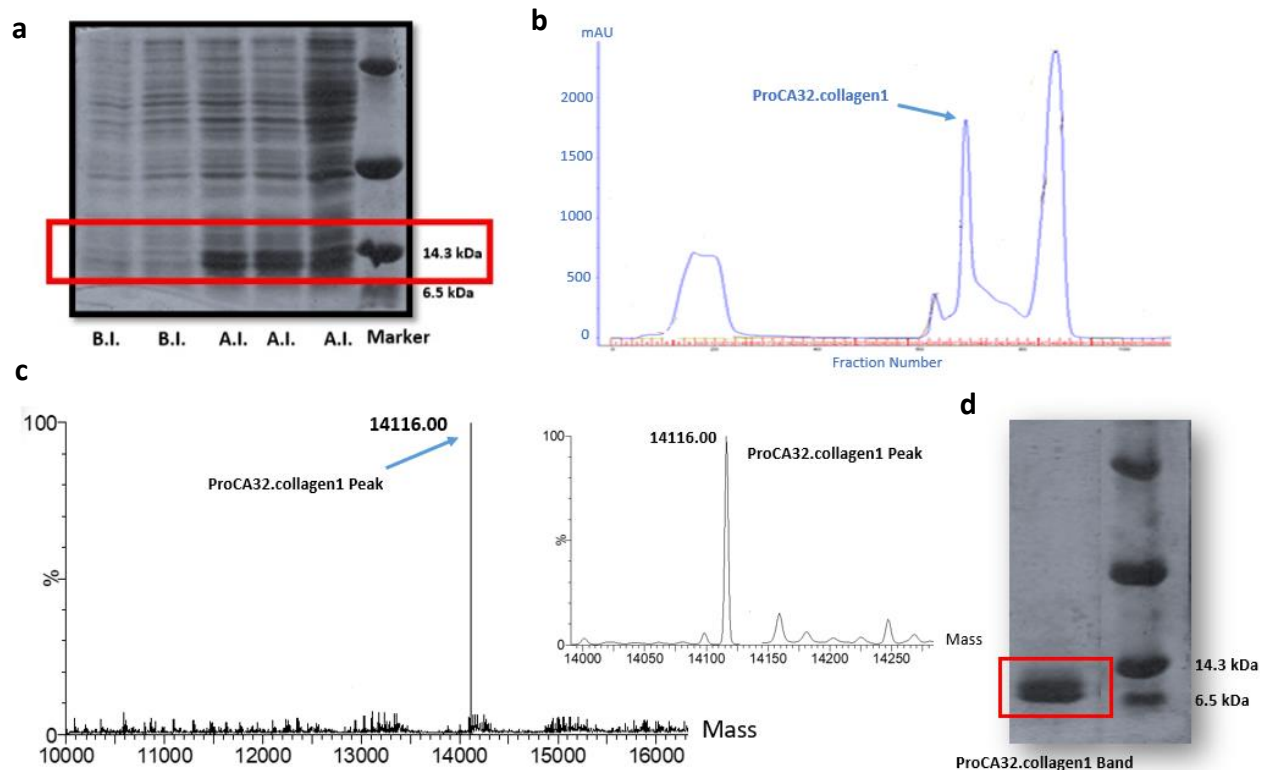 a
14.3 kDa
6.5 kDa
B.I. B.I. A.I. A.I. A.I. Marker
b
mAU
2000
1500
1000
500
0
ProCA32.collagen1
Fraction Number
c
100
%
0
14116.00
ProCA32.collagen1 Peak
10000 11000 12000 13000 14000 15000 16000
Mass
100
%
0
14116.00
ProCA32.collagen1 Peak
14000 14050 14100 14150 14200 14250
Mass
d
14.3 kDa
6.5 kDa
ProCA32.collagen1 Band